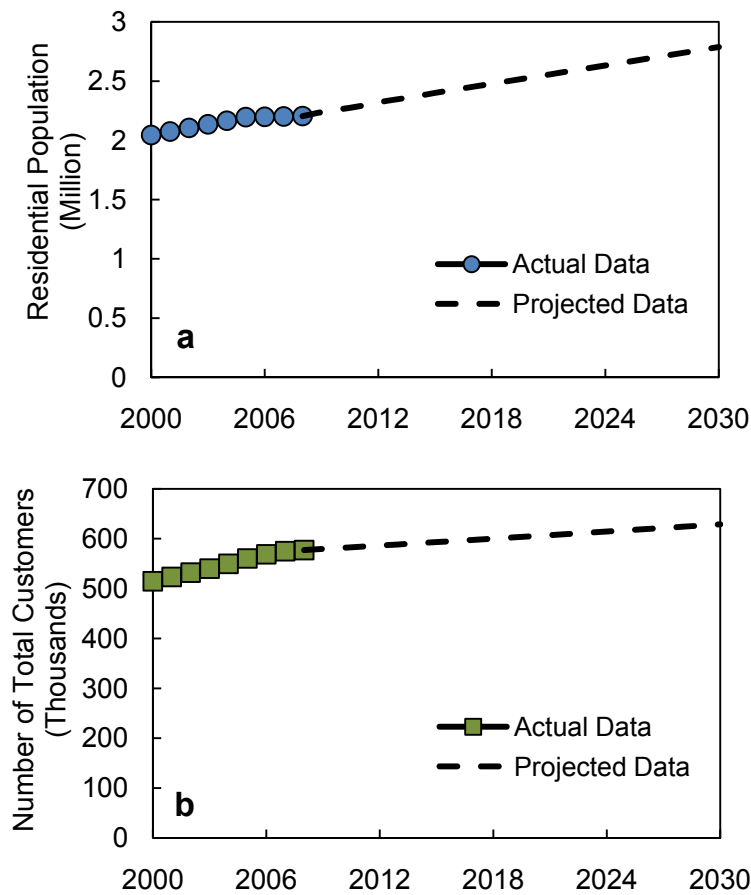 3
2.5
2
1.5
1
0.5
0
Residential Population
(Million)
Actual Data
Projected Data
a
2000 2006 2012 2018 2024 2030
700
600
500
400
300
200
100
0
Number of Total Customers
(Thousands)
Actual Data
Projected Data
b
2000 2006 2012 2018 2024 2030